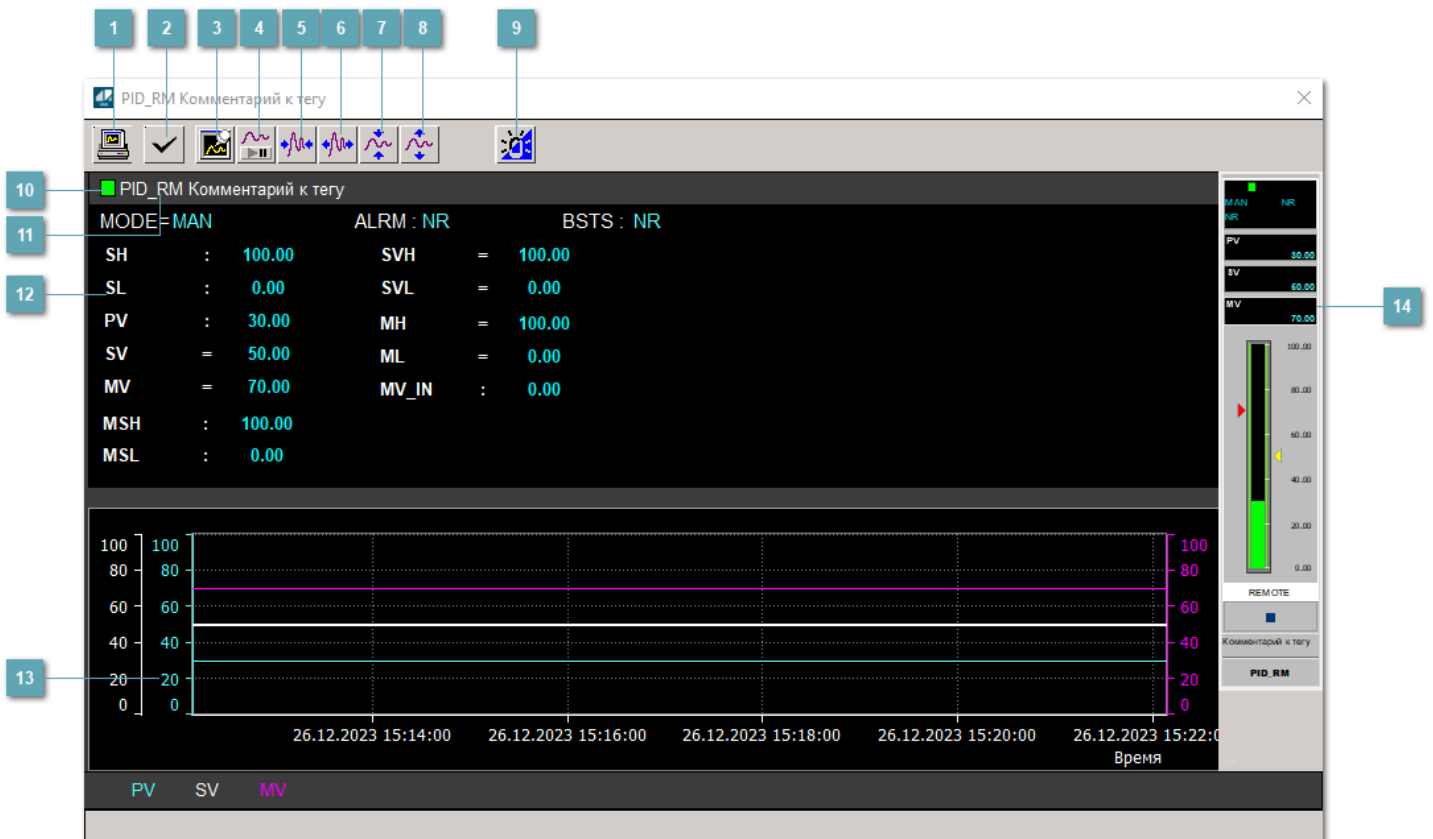 1 2 3 4 5 6 7 8 9
PID_RM Комментарий к тегу
10
PID_RM Комментарий к тегу
11
MODE=MAN ALRM : NR BSTS : NR
SH : 100.00 SVH = 100.00
12
SL : 0.00 SVL = 0.00
PV : 30.00 MH = 100.00
SV = 50.00 ML = 0.00
MV = 70.00 MV_IN : 0.00
MSH : 100.00
MSL : 0.00
MAN NR
NR
PV
30.00
SV
60.00
MV
70.00
14
100.00
80.00
60.00
40.00
20.00
0.00
REMOTE
Комментарий к тегу
PID_RM
100 100 100
80 80 80
60 60 60
40 40 40
13
20 20 20
0 0 0
26.12.2023 15:14:00 26.12.2023 15:16:00 26.12.2023 15:18:00 26.12.2023 15:20:00 26.12.2023 15:22:0
Время
PV SV MV